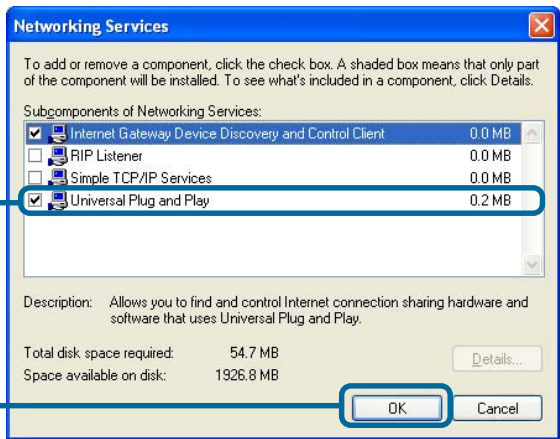 Networking Services
To add or remove a component, click the check box. A shaded box means that only part
of the component will be installed. To see what's included in a component, click Details.
Subcomponents of Networking Services:
Internet Gateway Device Discovery and Control Client 0.0 MB
RIP Listener 0.0 MB
Simple TCP/IP Services 0.0 MB
Universal Plug and Play 0.2 MB
Description: Allows you to find and control Internet connection sharing hardware and
software that uses Universal Plug and Play.
Total disk space required: 54.7 MB
Space available on disk: 1926.8 MB
Details...
OK Cancel